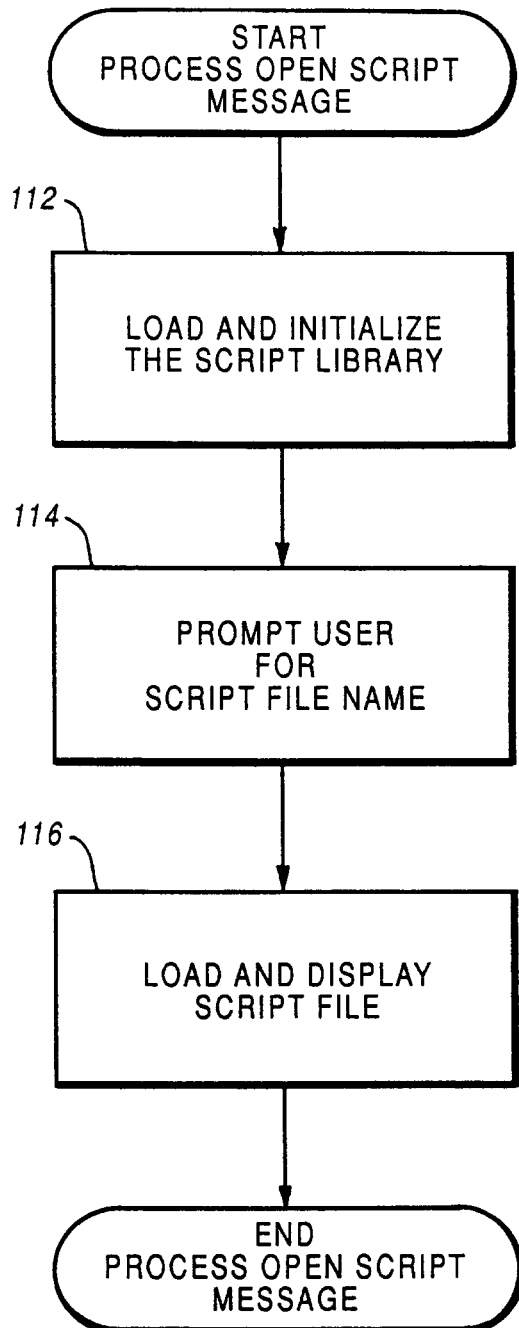 START
PROCESS OPEN SCRIPT
MESSAGE
112
LOAD AND INITIALIZE
THE SCRIPT LIBRARY
114
PROMPT USER
FOR
SCRIPT FILE NAME
116
LOAD AND DISPLAY
SCRIPT FILE
END
PROCESS OPEN SCRIPT
MESSAGE